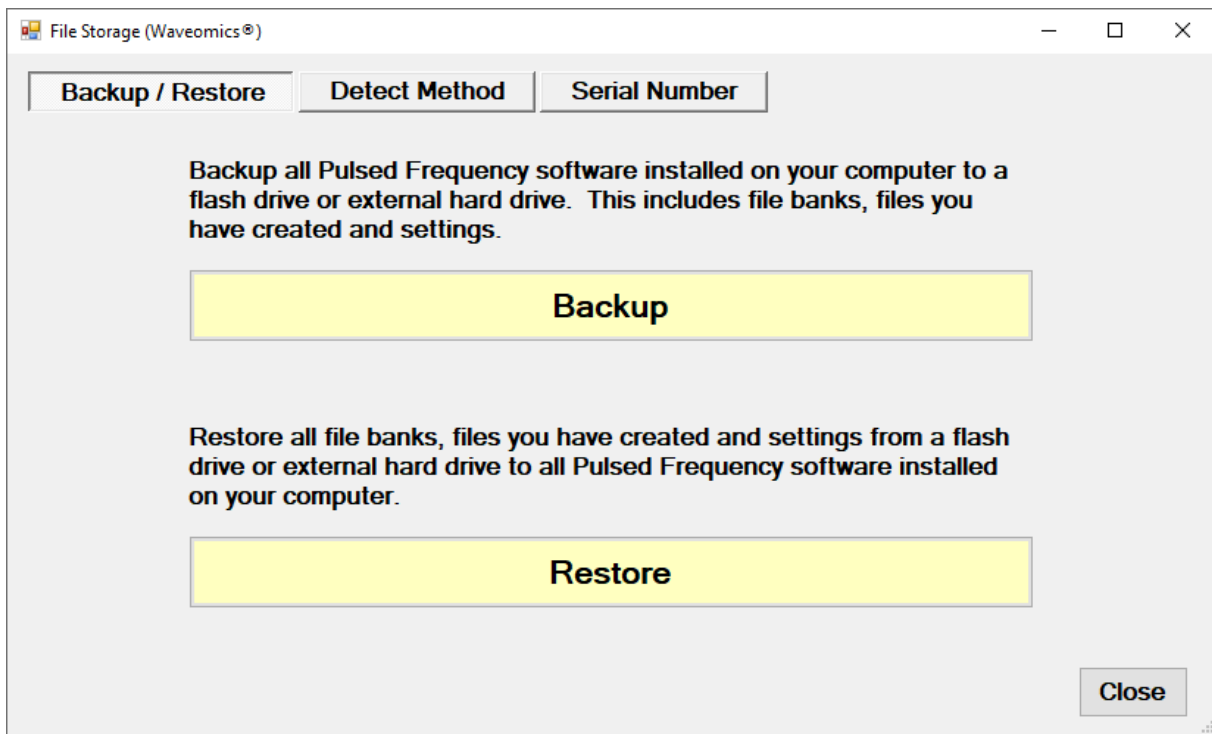 File Storage (Waveomics®)
Backup / Restore
Detect Method
Serial Number
Backup all Pulsed Frequency software installed on your computer to a
flash drive or external hard drive.  This includes file banks, files you
have created and settings.
Backup
Restore all file banks, files you have created and settings from a flash
drive or external hard drive to all Pulsed Frequency software installed
on your computer.
Restore
Close